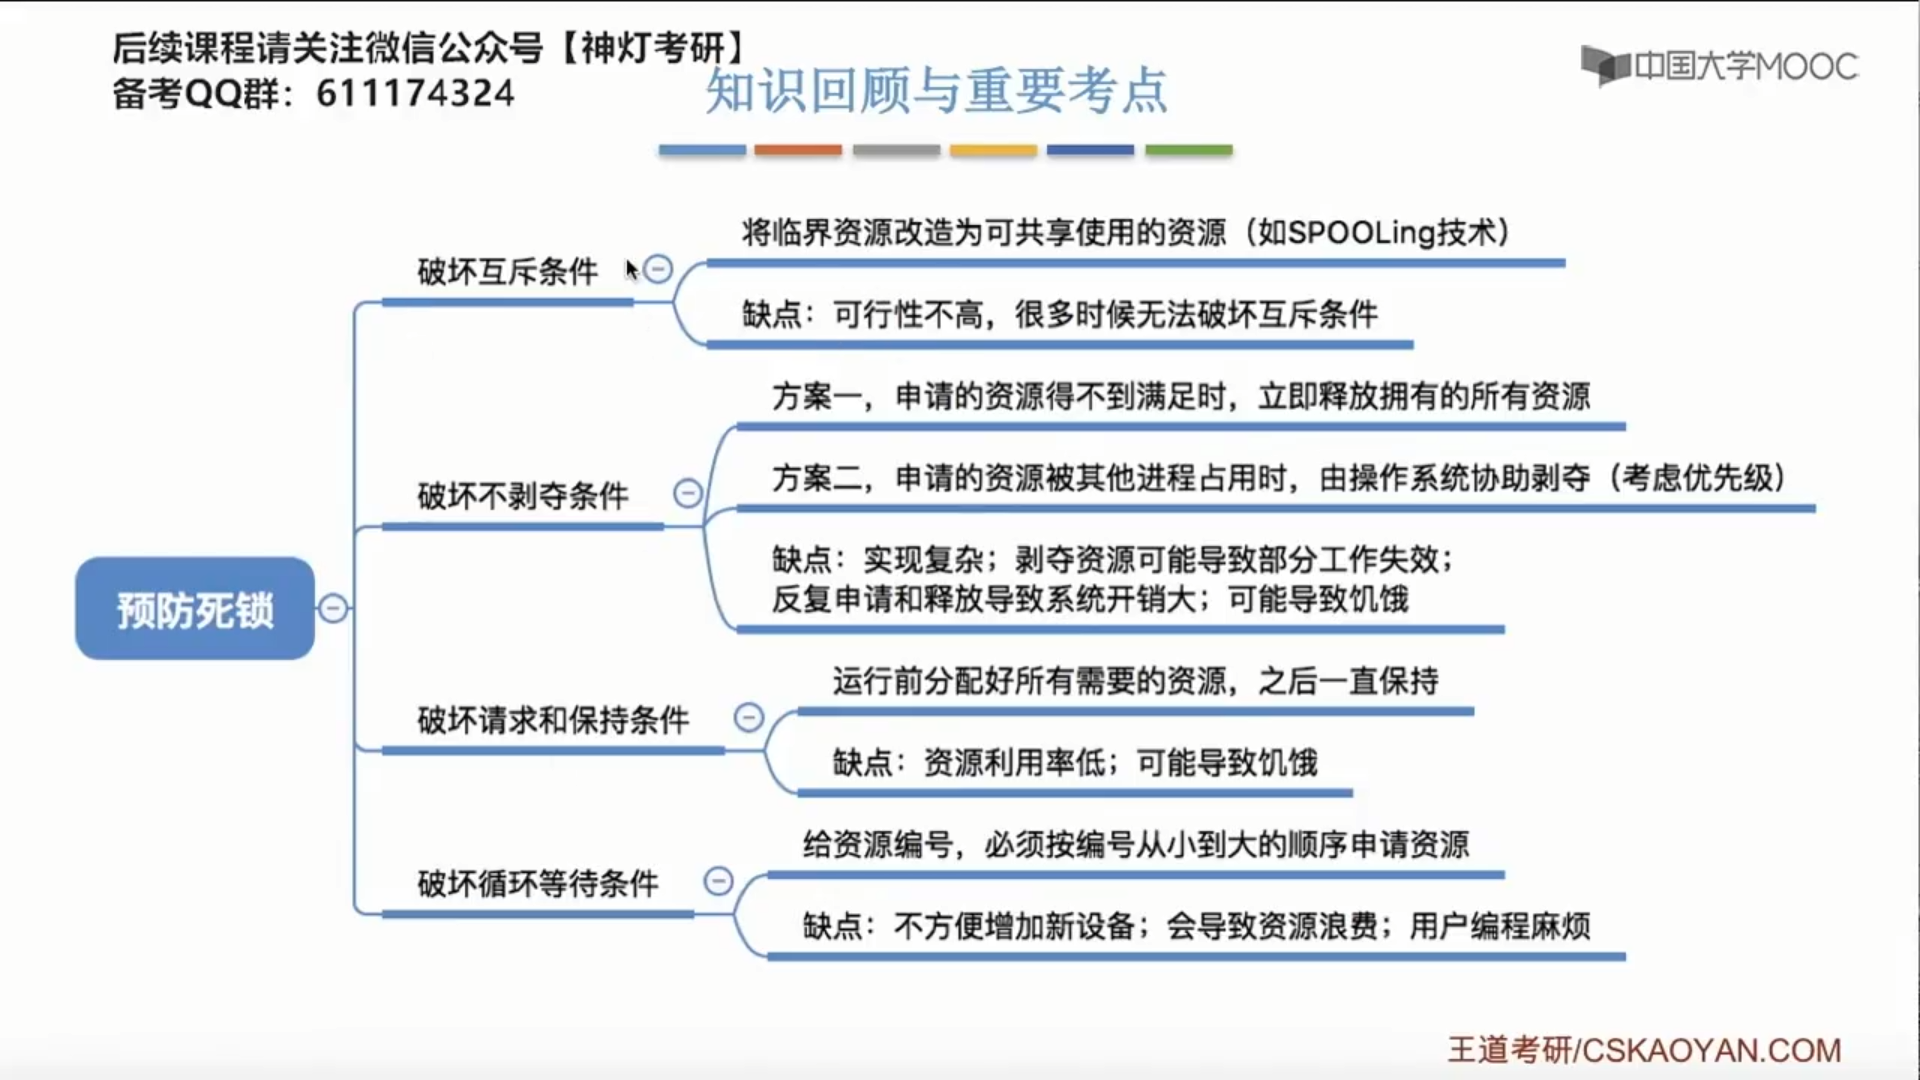 后续课程请关注微信公众号【神灯考研】
备考QQ群：611174324
知识回顾与重要考点
中国大学MOOC
将临界资源改造为可共享使用的资源（如SPOOLing技术）
破坏互斥条件
缺点：可行性不高，很多时候无法破坏互斥条件
方案一，申请的资源得不到满足时，立即释放拥有的所有资源
方案二，申请的资源被其他进程占用时，由操作系统协助剥夺（考虑优先级）
破坏不剥夺条件
缺点：实现复杂；剥夺资源可能导致部分工作失效；
反复申请和释放导致系统开销大；可能导致饥饿
预防死锁
运行前分配好所有需要的资源，之后一直保持
破坏请求和保持条件
缺点：资源利用率低；可能导致饥饿
给资源编号，必须按编号从小到大的顺序申请资源
破坏循环等待条件
缺点：不方便增加新设备；会导致资源浪费；用户编程麻烦
王道考研/CSKAOYAN.COM